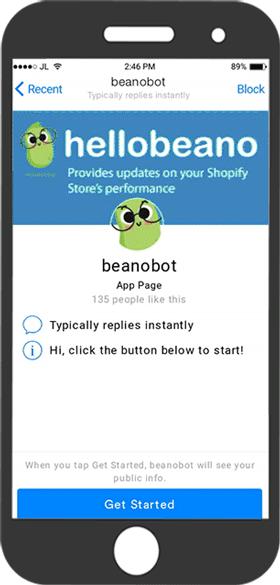 JL 2:46 PM 89%
Recent beanobot Block
Typically replies instantly
hellobeano
Provides updates on your Shopify
Store's performance
beanobot
App Page
135 people like this
Typically replies instantly
Hi, click the button below to start!
When you tap Get Started, beanobot will see your
public info.
Get Started